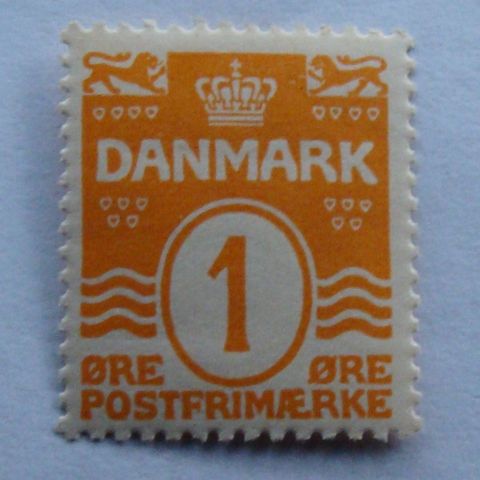 DANMARK
1
ØRE ØRE
POSTFRIMÆRKE